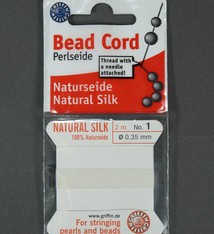 Bead Cord
Perlseide
Thread with
a needle
attached!
Naturseide
Natural Silk
NATURAL SILK
100% Naturseide
2 m No. 1
Ø 0,35 mm
www.griffin.de
For stringing
pearls and beads